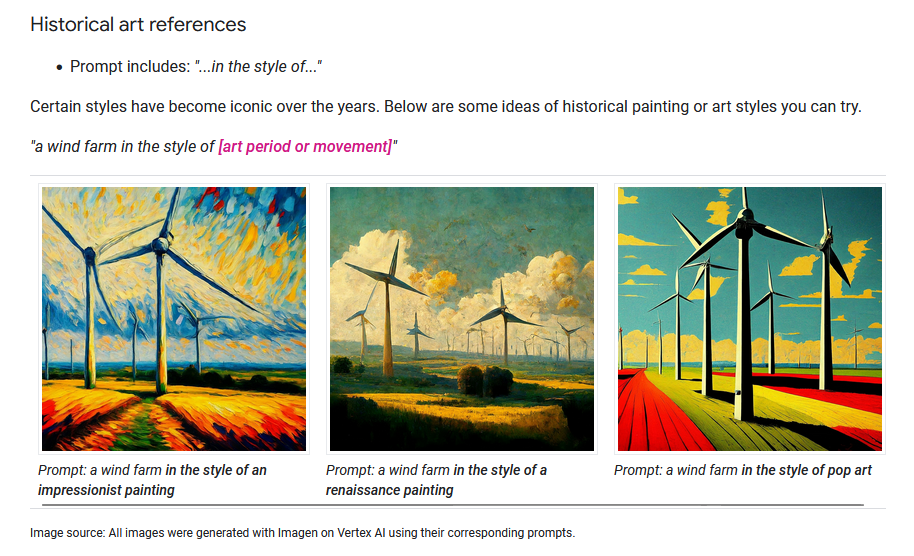 Historical art references
• Prompt includes: "...in the style of..."
Certain styles have become iconic over the years. Below are some ideas of historical painting or art styles you can try.
"a wind farm in the style of [art period or movement]"
Prompt: a wind farm in the style of an
impressionist painting
Prompt: a wind farm in the style of a
renaissance painting
Prompt: a wind farm in the style of pop art
Image source: All images were generated with Imagen on Vertex AI using their corresponding prompts.